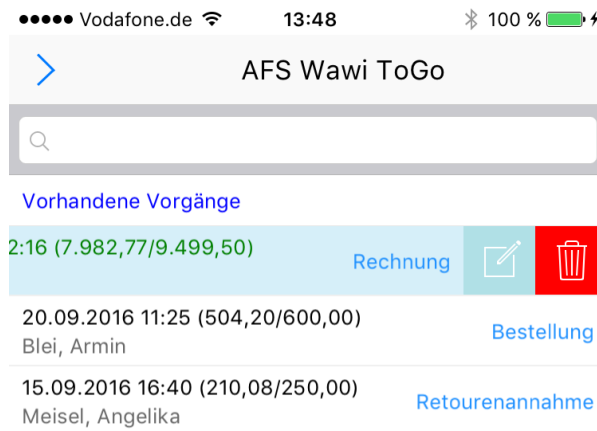 Vodafone.de 13:48 100 %
AFS Wawi ToGo
Vorhandene Vorgänge
2:16 (7.982,77/9.499,50)
Rechnung
20.09.2016 11:25 (504,20/600,00)
Bestellung
Blei, Armin
15.09.2016 16:40 (210,08/250,00)
Retourenannahme
Meisel, Angelika